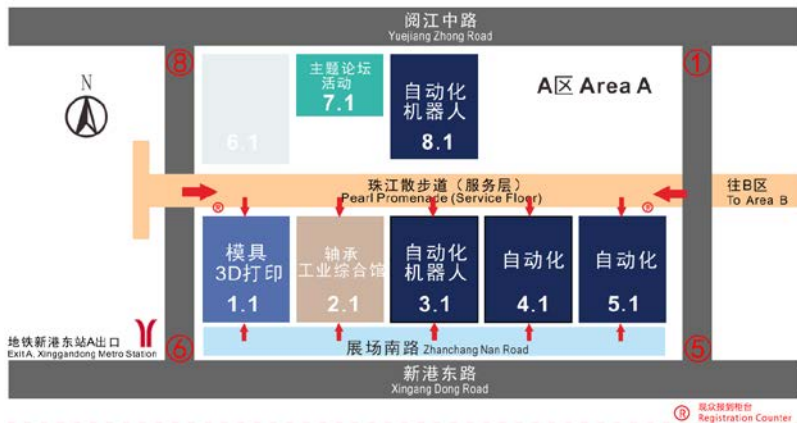 阅江中路
Yuejiang Zhong Road
⑧
①
N
6.1
主题论坛
活动
7.1
自动化
机器人
8.1
A区 Area A
珠江散步道（服务层）
Pearl Promenade (Service Floor)
往B区
To Area B
®
®
模具
3D打印
1.1
轴承
工业综合馆
2.1
自动化
机器人
3.1
自动化
4.1
自动化
5.1
地铁新港东站A出口
ExitA, Xinggandong Metro Station
⑥
展场南路 Zhanchang Nan Road
⑤
新港东路
Xingang Dong Road
® 观众报到柜台
Registration Counter